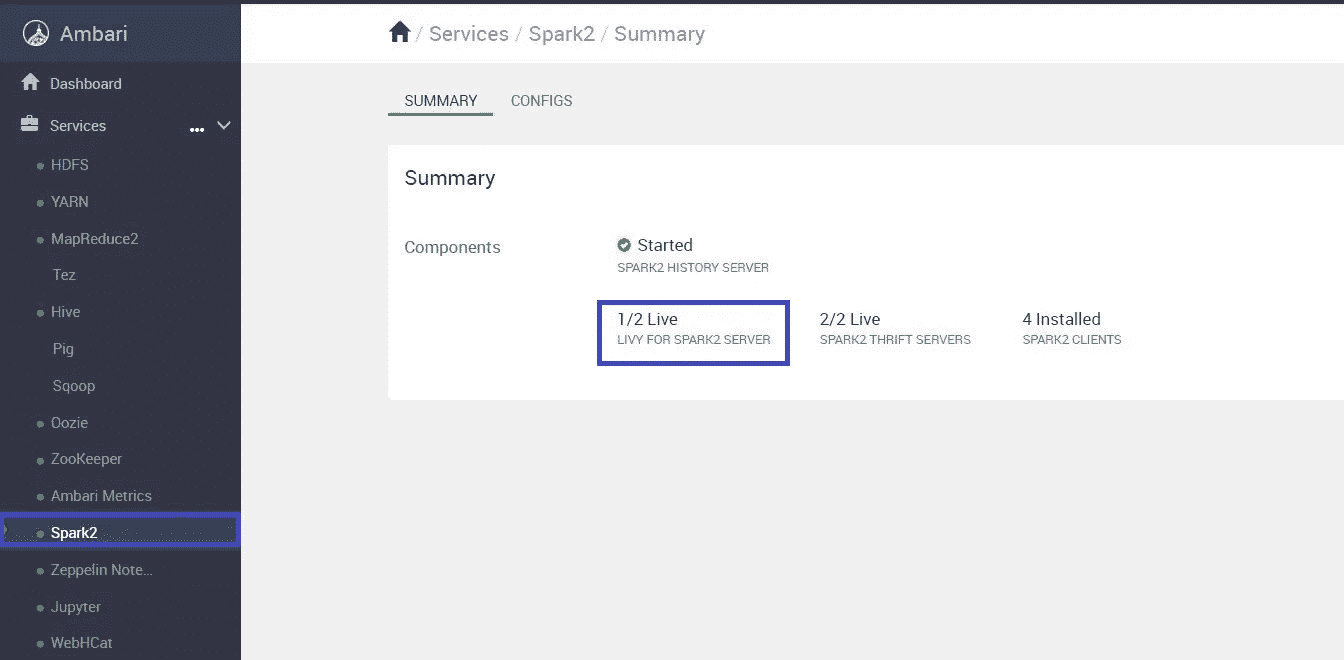 Ambari
Dashboard
Services
HDFS
YARN
MapReduce2
Tez
Hive
Pig
Sqoop
Oozie
ZooKeeper
Ambari Metrics
Spark2
Zeppelin Note...
Jupyter
WebHCat
/ Services / Spark2 / Summary
SUMMARY CONFIGS
Summary
Components
Started
SPARK2 HISTORY SERVER
1/2 Live
LIVY FOR SPARK2 SERVER
2/2 Live
SPARK2 THRIFT SERVERS
4 Installed
SPARK2 CLIENTS